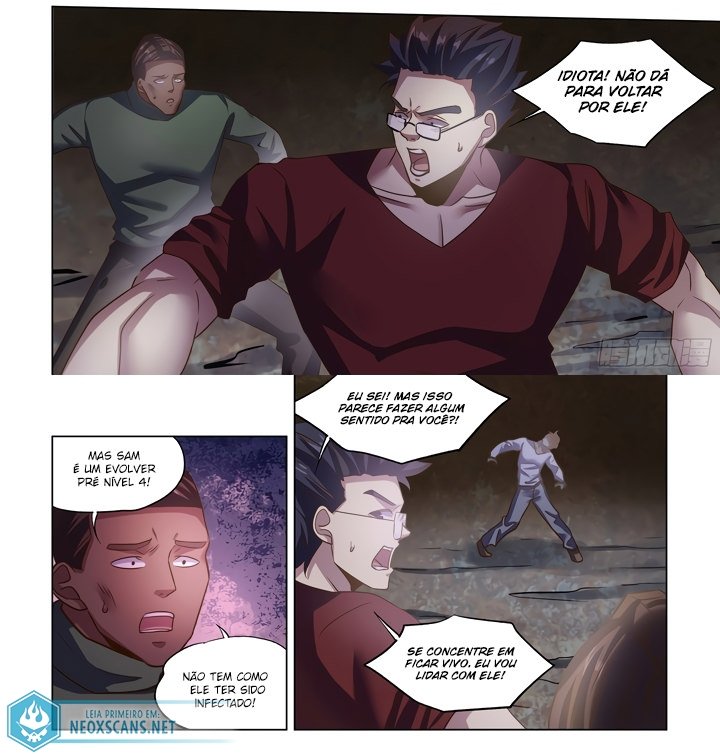 IDIOTA! NÃO DÁ
PARA VOLTAR
POR ELE!
EU SEI! MAS ISSO
PARECE FAZER ALGUM
SENTIDO PRA VOCÊ?!
MAS SAM
É UM EVOLVER
PRÉ NÍVEL 4!
NÃO TEM COMO
ELE TER SIDO
INFECTADO!
SE CONCENTRE EM
FICAR VIVO. EU VOU
LIDAR COM ELE!
LEIA PRIMEIRO EM:
NEOXSCANS.NET